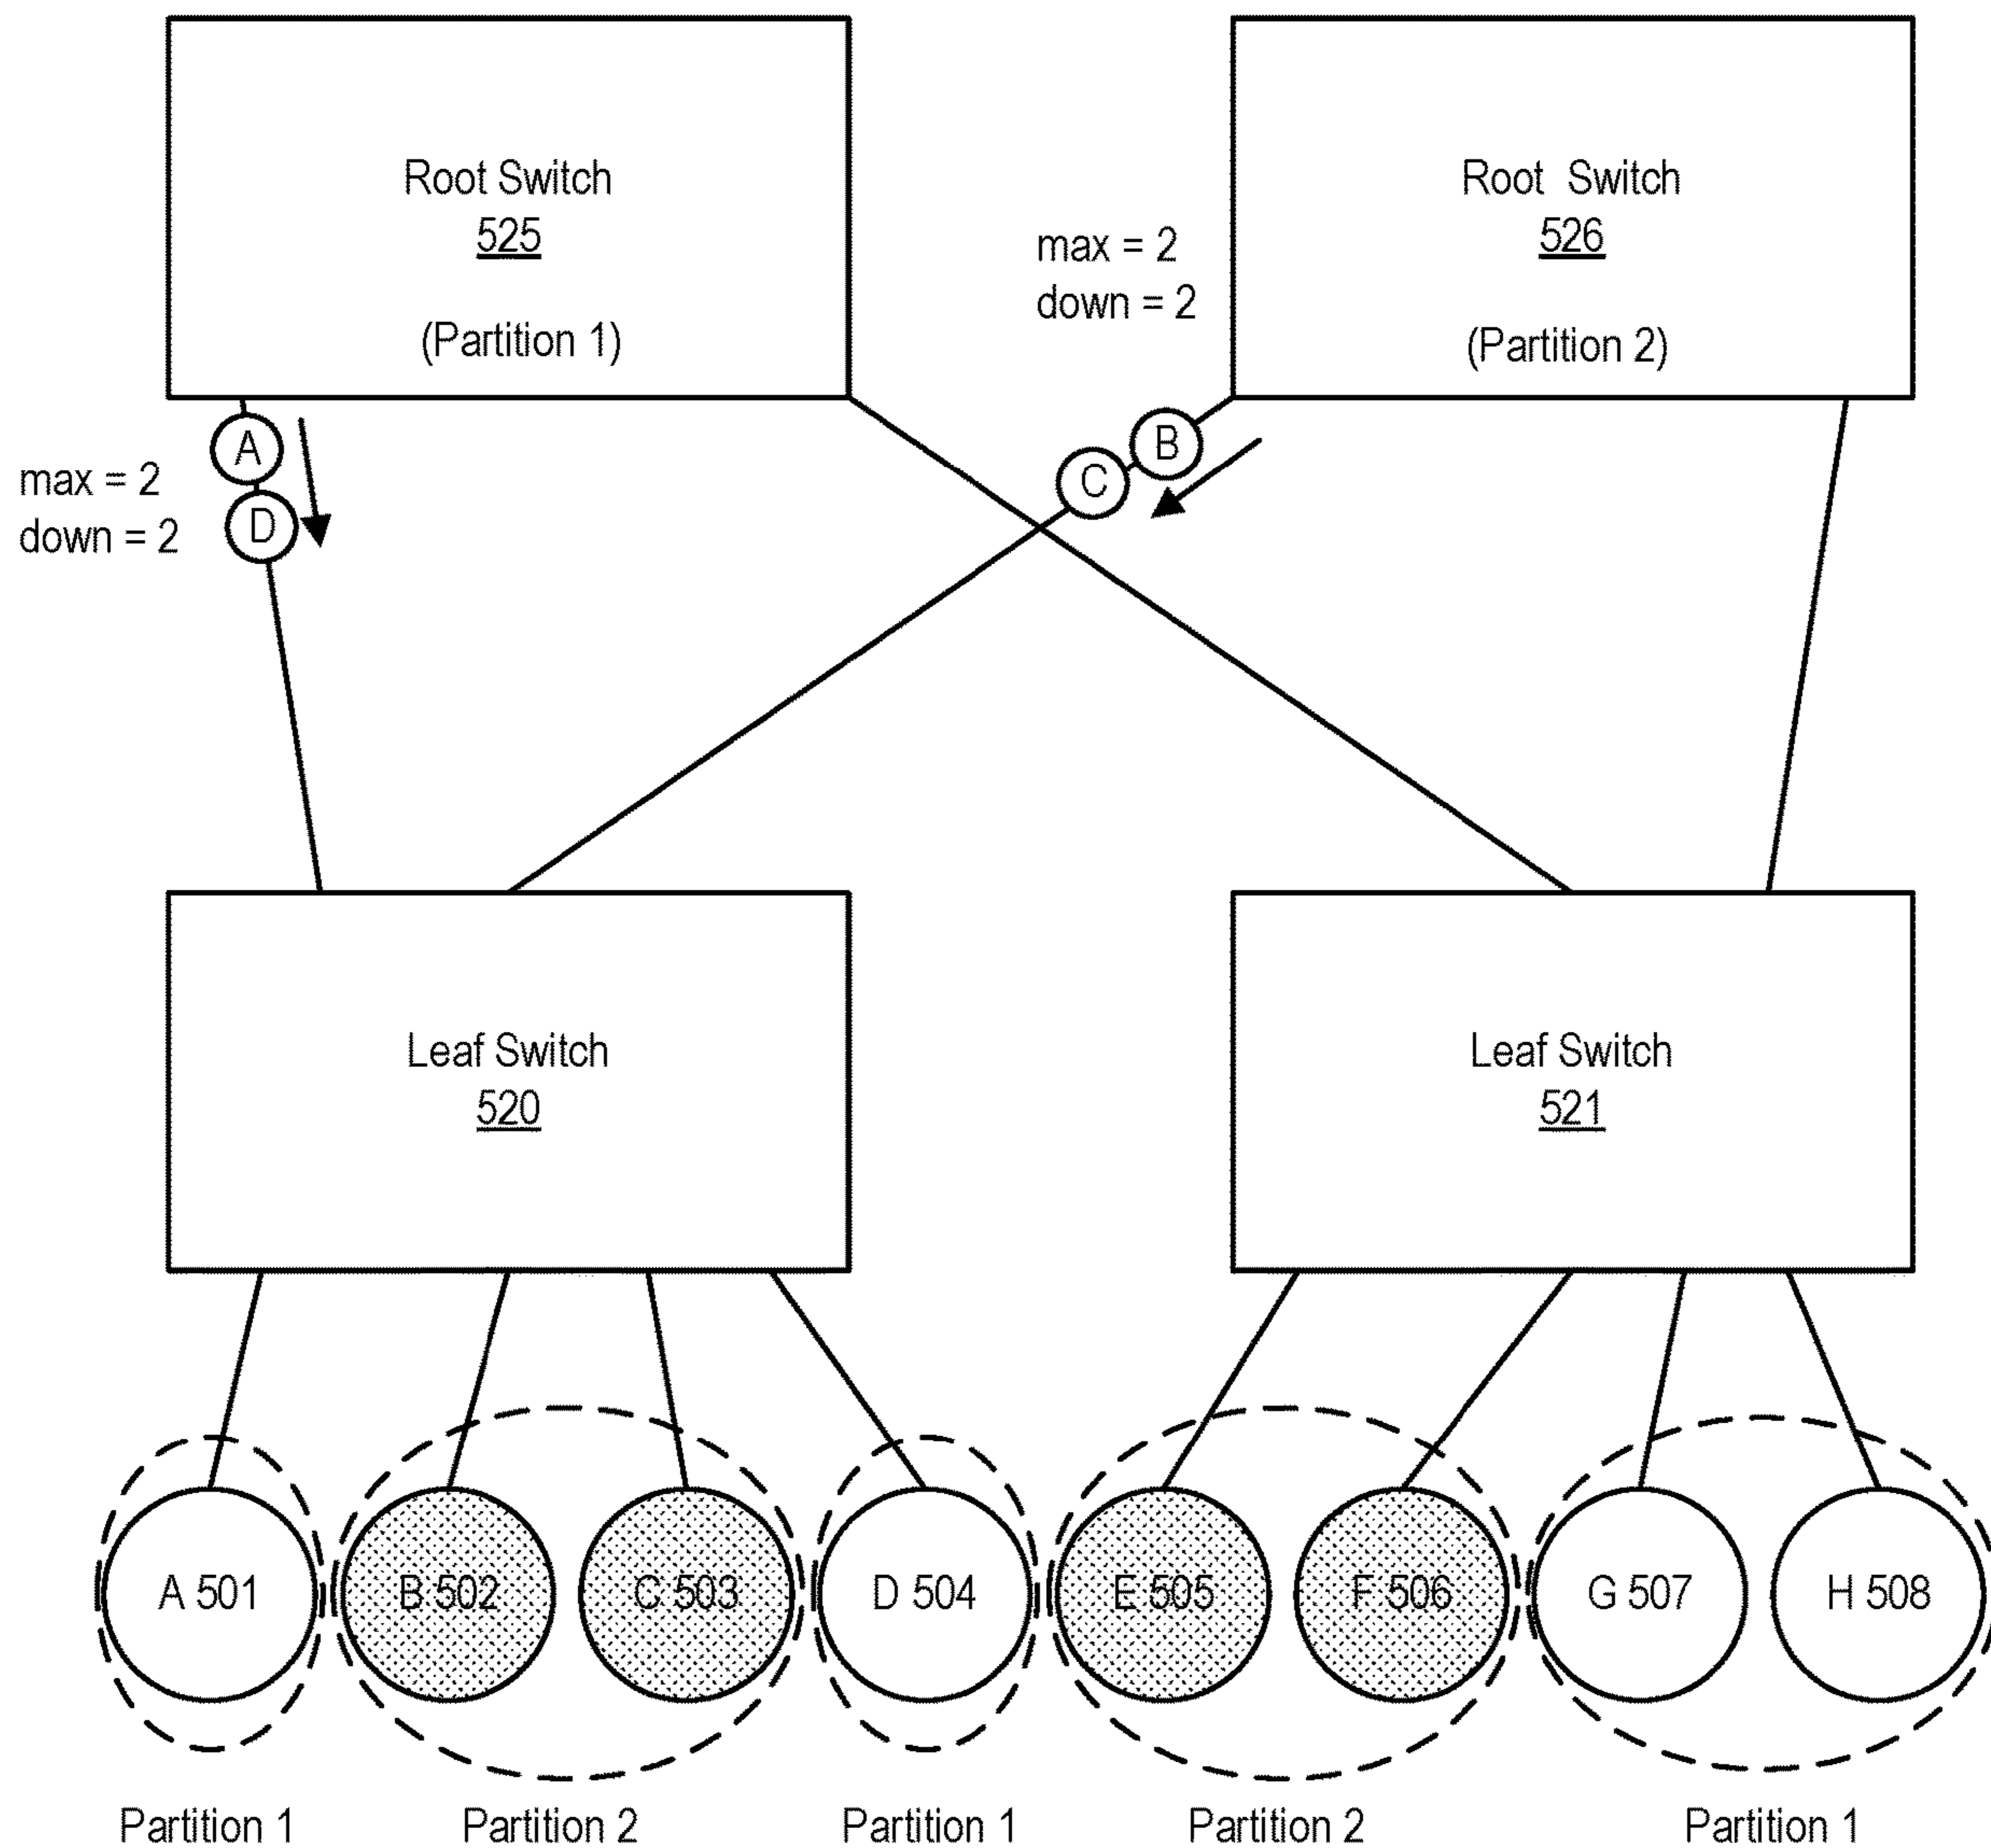 Root Switch
525
(Partition 1)
Root Switch
526
(Partition 2)
max = 2
down = 2
B
C
A
D
max = 2
down = 2
Leaf Switch
520
Leaf Switch
521
A 501
B 502
C 503
D 504
E 505
F 506
G 507
H 508
Partition 1
Partition 2
Partition 1
Partition 2
Partition 1